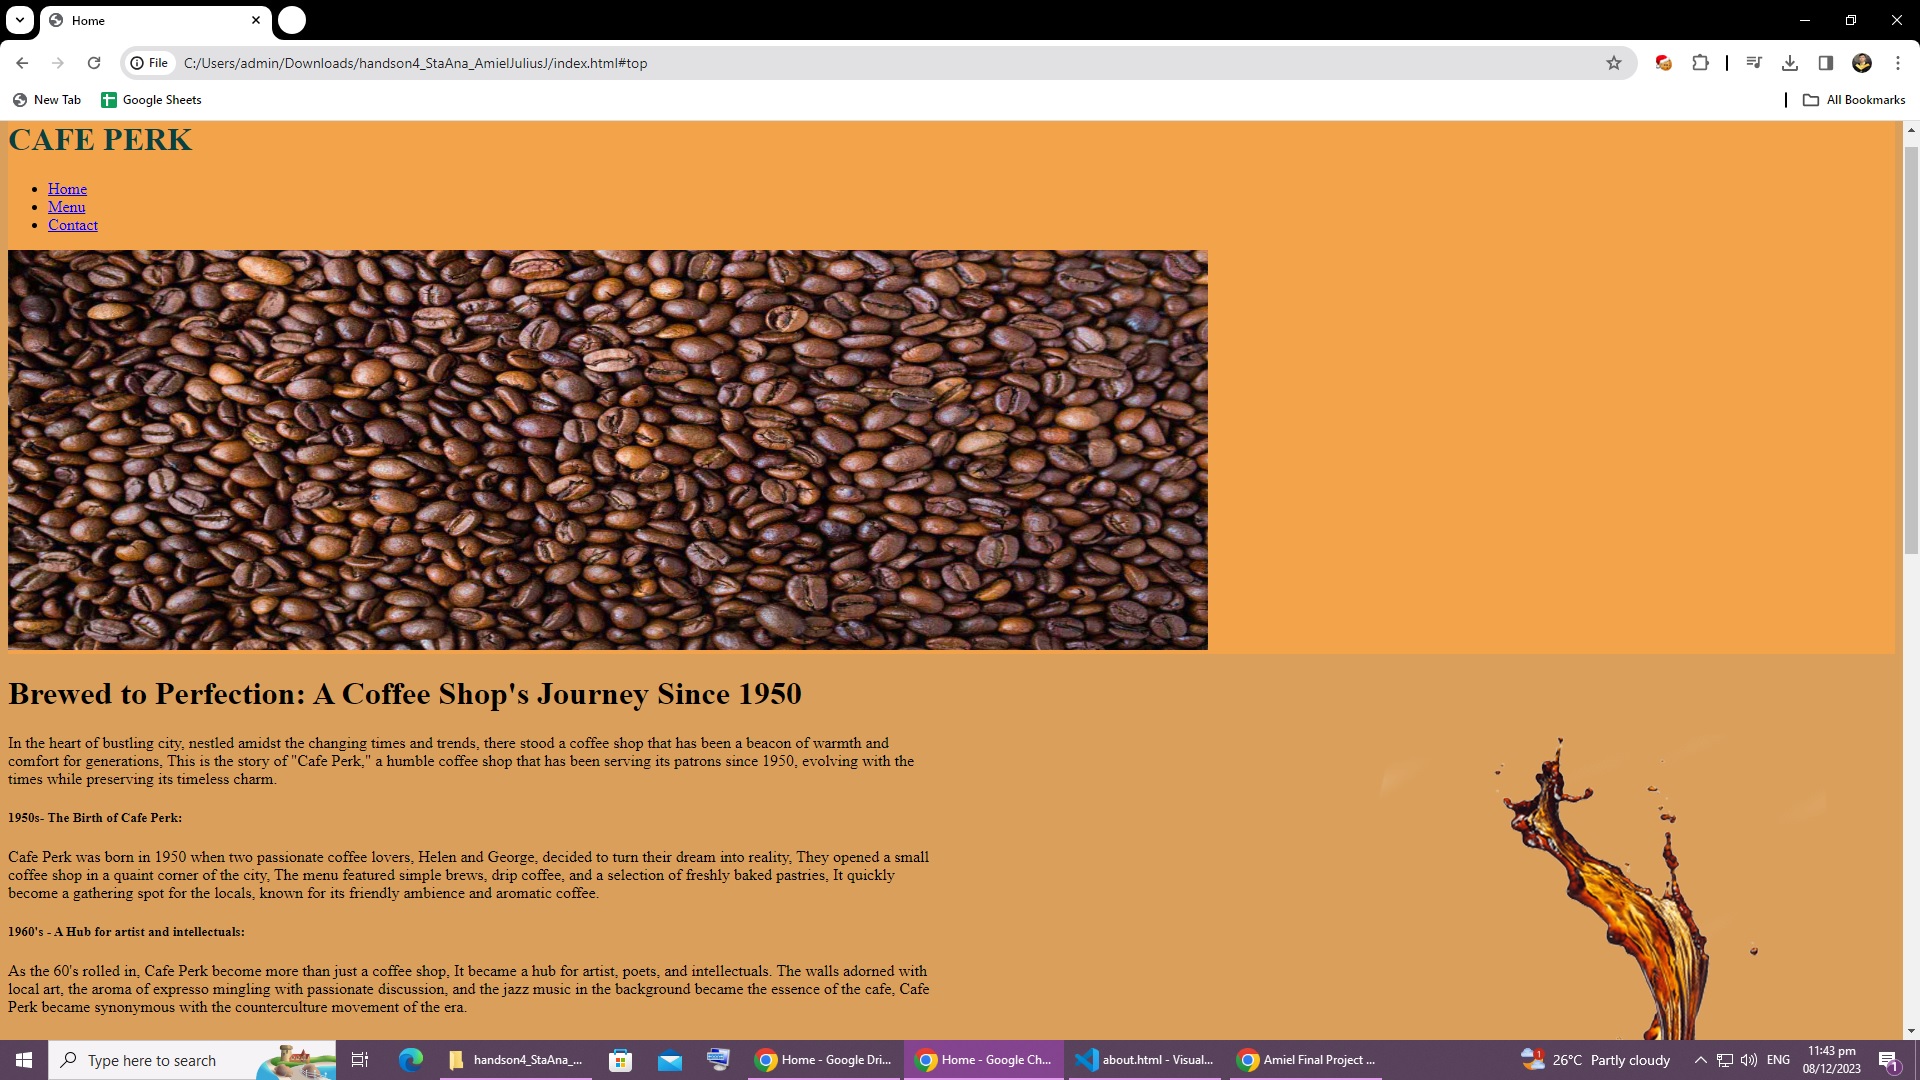 Home
File
C:/Users/admin/Downloads/handson4_StaAna_AmielJuliusJ/index.html#top
New Tab
Google Sheets
All Bookmarks
CAFE PERK
Home
Menu
Contact
Brewed to Perfection: A Coffee Shop's Journey Since 1950
In the heart of bustling city, nestled amidst the changing times and trends, there stood a coffee shop that has been a beacon of warmth and
comfort for generations, This is the story of "Cafe Perk," a humble coffee shop that has been serving its patrons since 1950, evolving with the
times while preserving its timeless charm.
1950s- The Birth of Cafe Perk:
Cafe Perk was born in 1950 when two passionate coffee lovers, Helen and George, decided to turn their dream into reality, They opened a small
coffee shop in a quaint corner of the city, The menu featured simple brews, drip coffee, and a selection of freshly baked pastries, It quickly
become a gathering spot for the locals, known for its friendly ambience and aromatic coffee.
1960's - A Hub for artist and intellectuals:
As the 60's rolled in, Cafe Perk become more than just a coffee shop, It became a hub for artist, poets, and intellectuals. The walls adorned with
local art, the aroma of expresso mingling with passionate discussion, and the jazz music in the background became the essence of the cafe, Cafe
Perk became synonymous with the counterculture movement of the era.
Type here to search
handson4_StaAna_...
Home - Google Dri...
Home - Google Ch...
about.html - Visual...
Amiel Final Project ...
1
26°C Partly cloudy
ENG
11:43 pm
08/12/2023
1